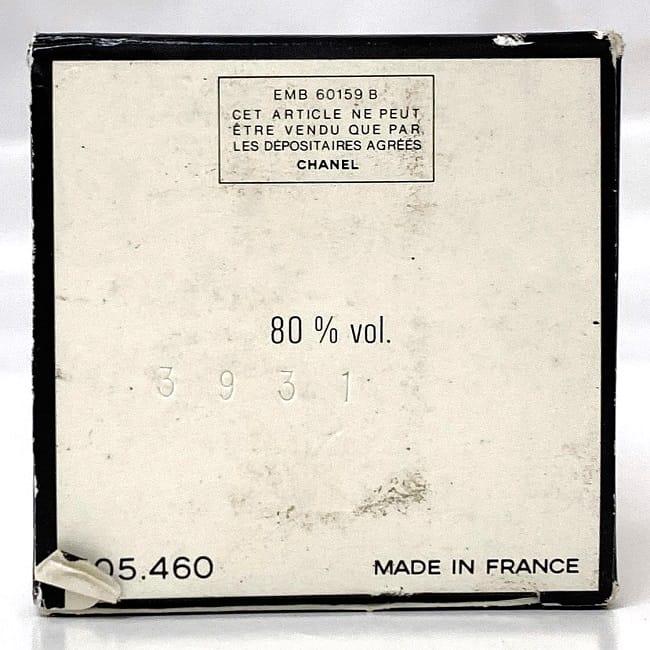 EMB 60159 B
CET ARTICLE NE PEUT
ÊTRE VENDU QUE PAR
LES DÉPOSITAIRES AGRÉÉS
CHANEL
80 % vol.
3 9 3 1
05.460
MADE IN FRANCE